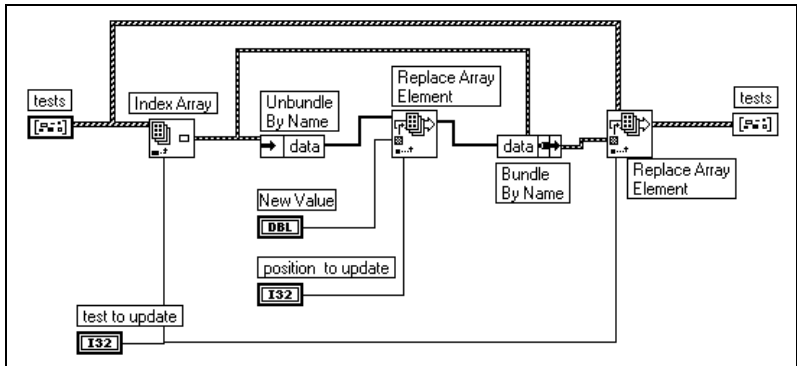 tests
Index Array
Unbundle
By Name
Replace Array
Element
tests
data
data
Bundle
By Name
Replace Array
Element
New Value
DBL
position to update
I32
test to update
I32